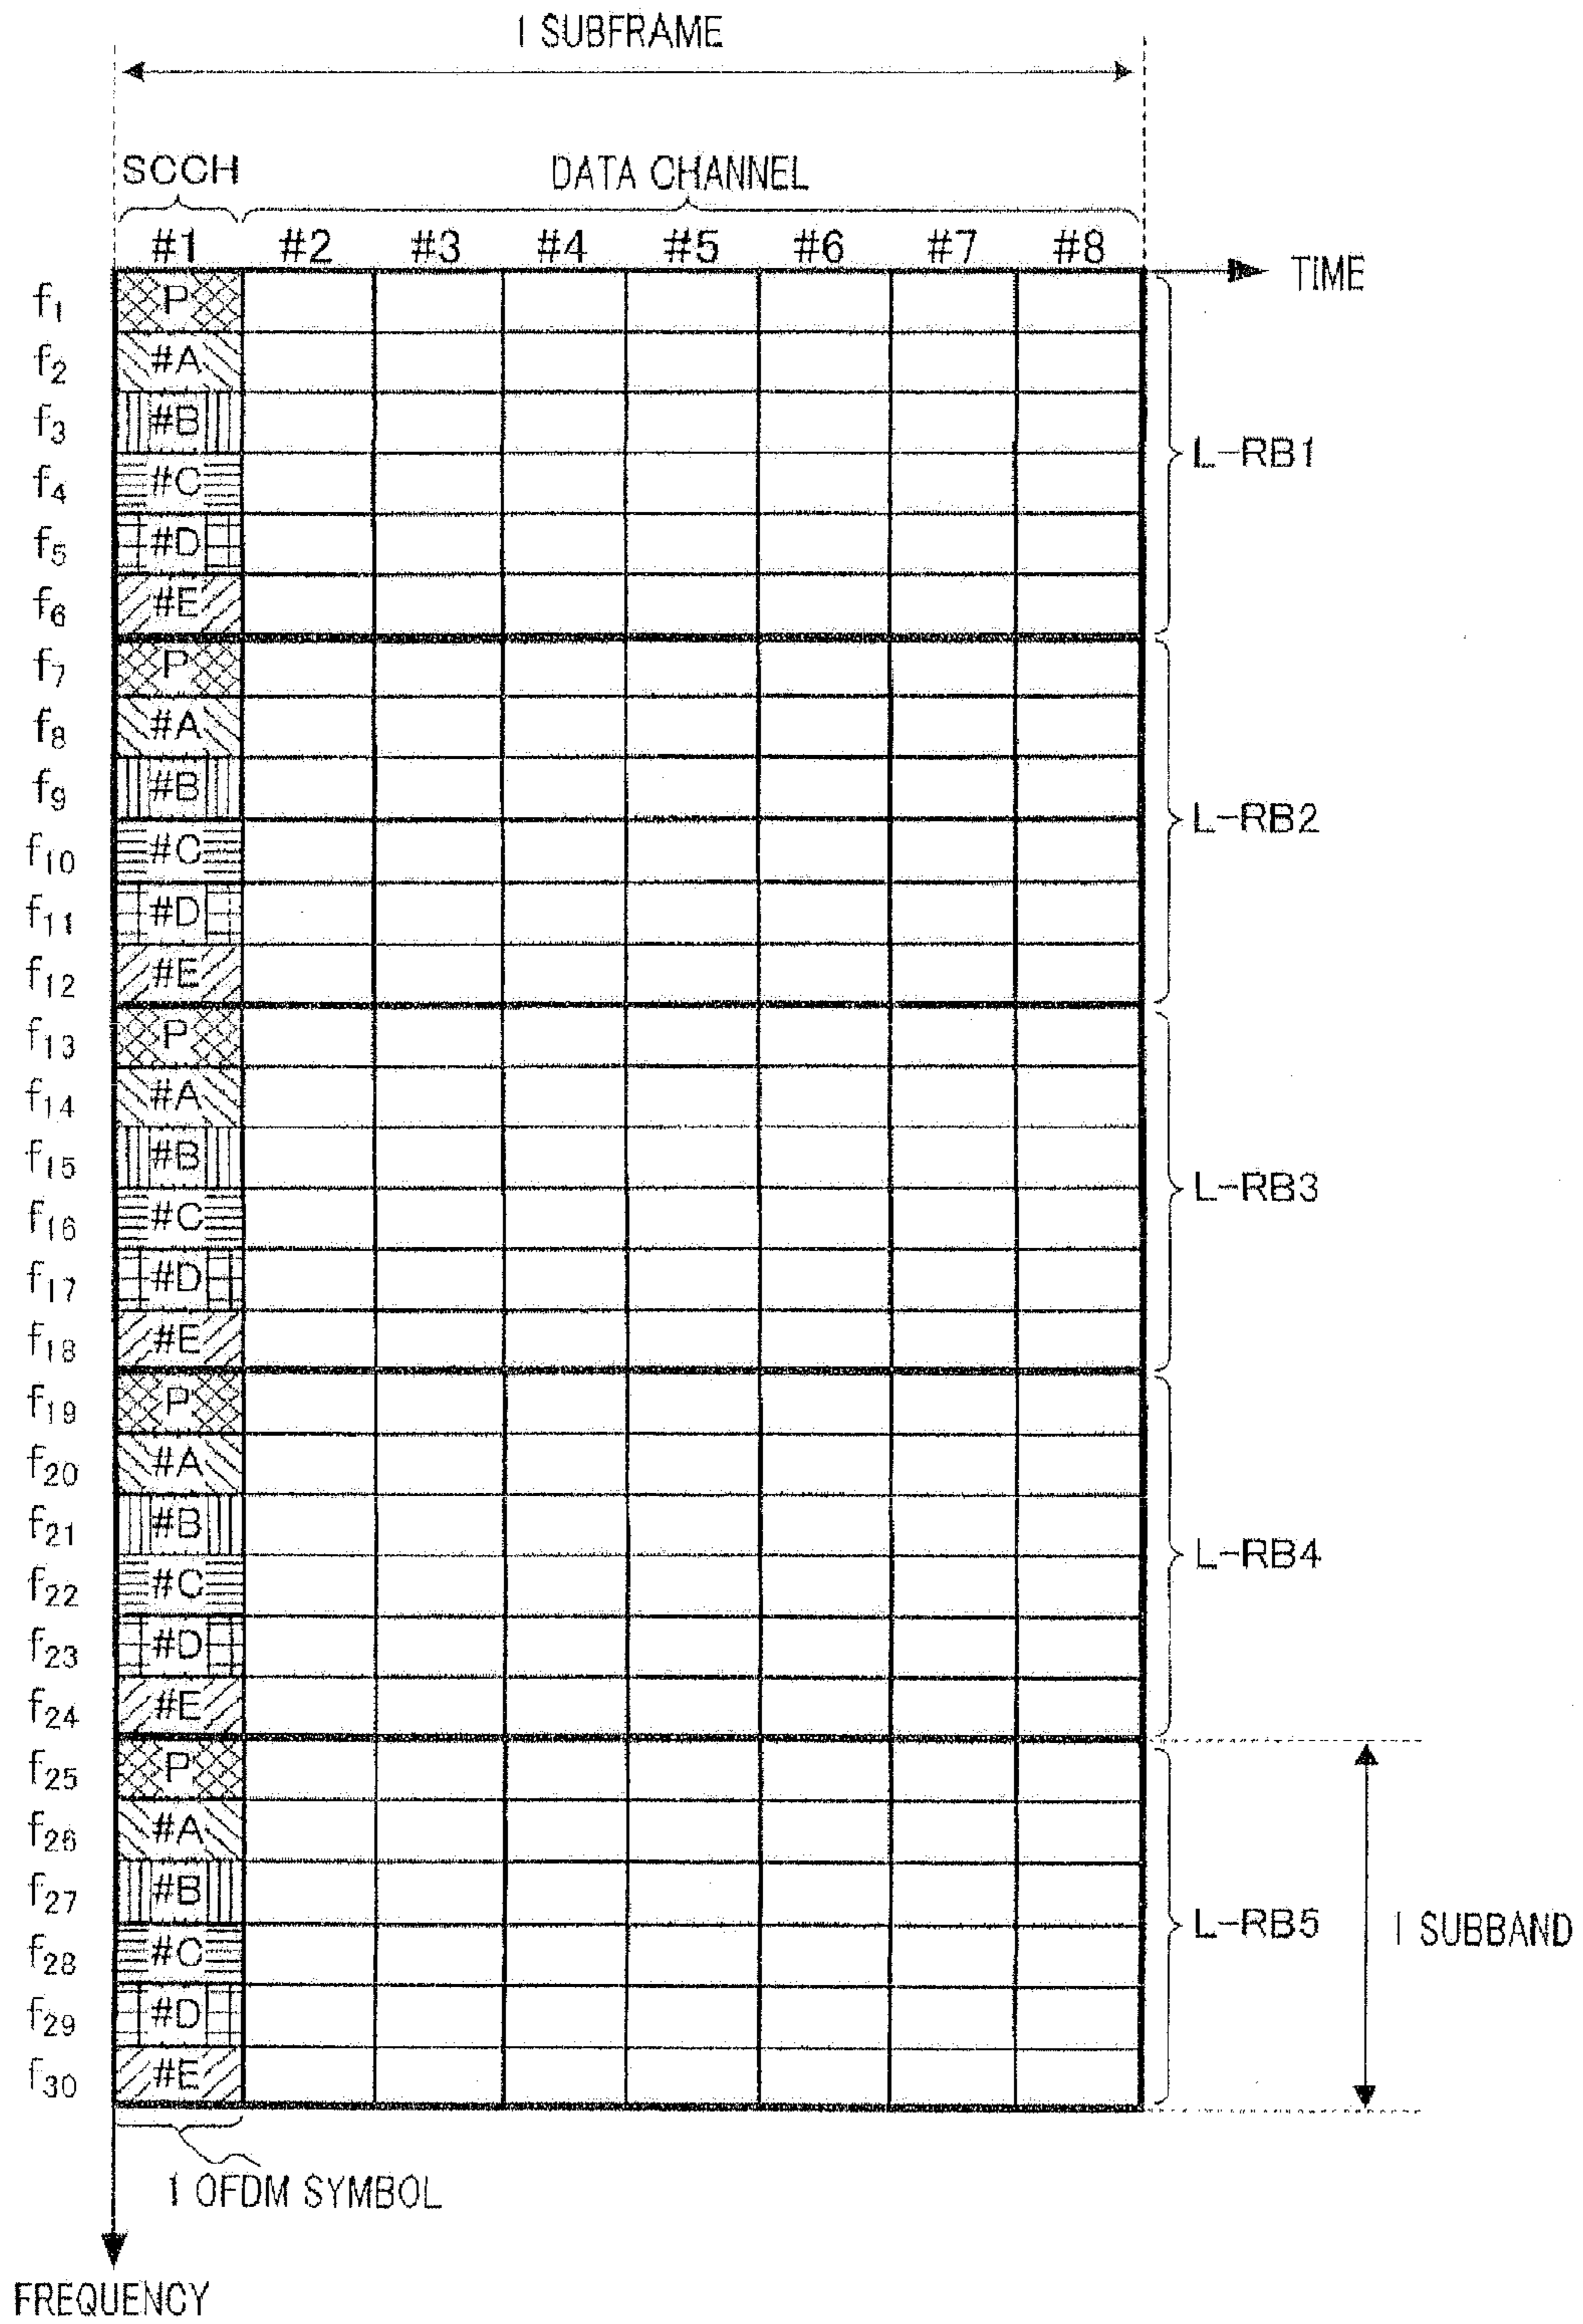 1 SUBFRAME
SCCH DATA CHANNEL
#1 #2 #3 #4 #5 #6 #7 #8
TIME
f1 P
f2 #A
f3 #B
f4 #C
f5 #D
f6 #E
L-RB1
f7 P
f8 #A
f9 #B
f10 #C
f11 #D
f12 #E
L-RB2
f13 P
f14 #A
f15 #B
f16 #C
f17 #D
f18 #E
L-RB3
f19 P
f20 #A
f21 #B
f22 #C
f23 #D
f24 #E
L-RB4
f25 P
f26 #A
f27 #B
f28 #C
f29 #D
f30 #E
L-RB5
1 SUBBAND
1 OFDM SYMBOL
FREQUENCY